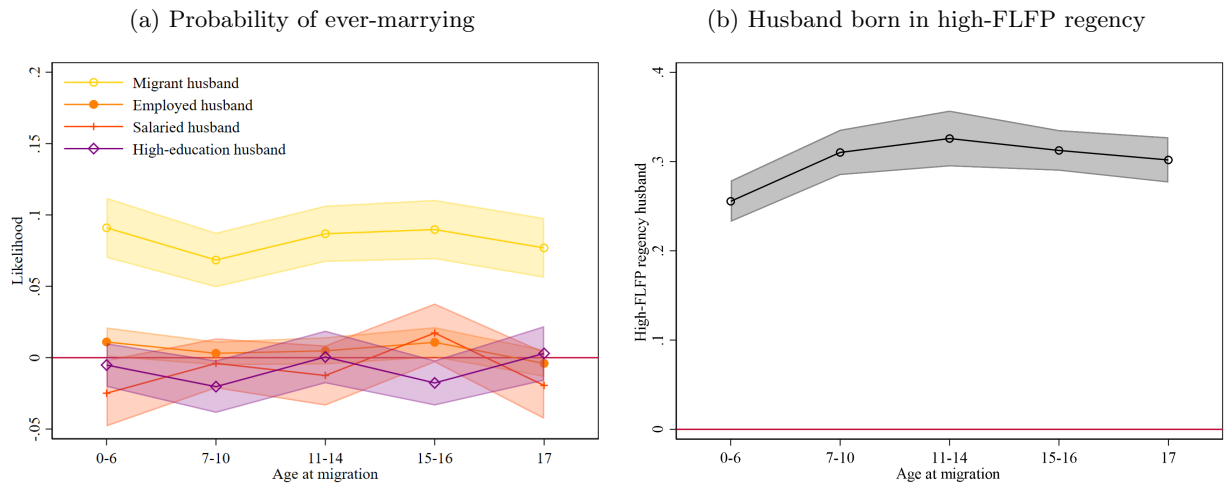 (a) Probability of ever-marrying
.2
.15
.1
.05
0
-.05
Likelihood
Migrant husband
Employed husband
Salaried husband
High-education husband
0-6
7-10
11-14
15-16
17
Age at migration
(b) Husband born in high-FLFP regency
.4
.3
.2
.1
0
High-FLFP regency husband
0-6
7-10
11-14
15-16
17
Age at migration